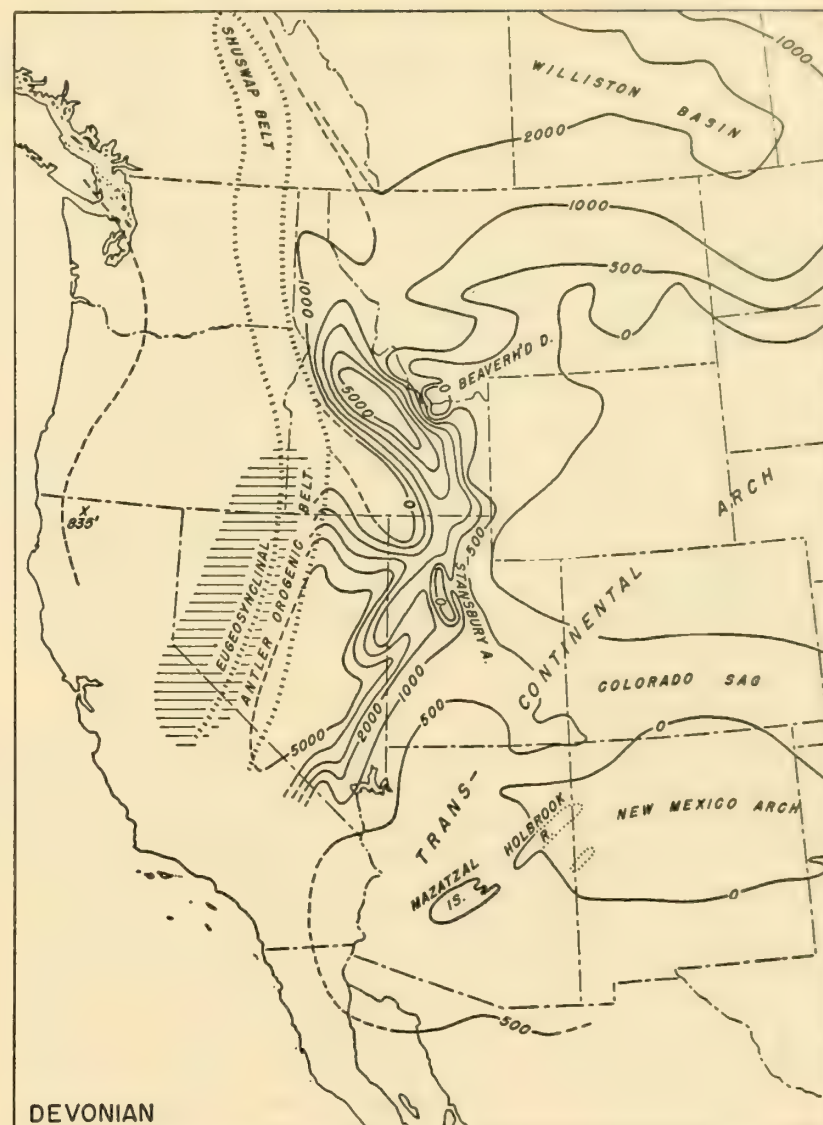 1000
SHUSWAP BELT
WILLISTON
BASIN
2000
1000
500
1000
0
BEAVERH'D D.
0
5000
X
835'
0
ARCH
EUGEOSYNCLINAL
ANTLER OROGENIC BELT
500
STANSBURY A.
0
CONTINENTAL
COLORADO SAG
5000
2000
1000
500
0
TRANS-
HOLBROOK
R.
NEW MEXICO ARCH
MAZATZAL
IS.
0
500
DEVONIAN